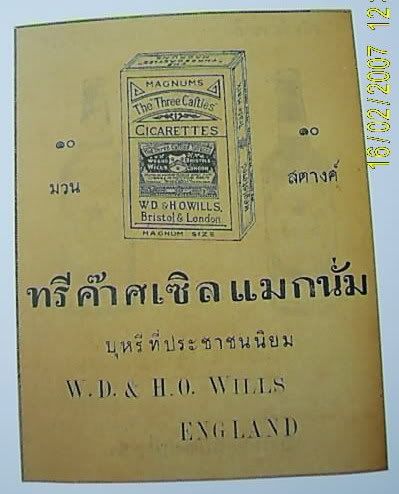 16/02/2007 12:
MAGNUMS
The "Three Castles"
CIGARETTES
WILLS
W.D. & H.O. WILLS,
Bristol & London.
MAGNUM SIZE
๑๐
มวน
๑๐
สตางค์
ทรีค๊าศเซิลแมกนั่ม
บุหรี่ที่ประชาชนนิยม
W. D. & H. O. WILLS
ENGLAND